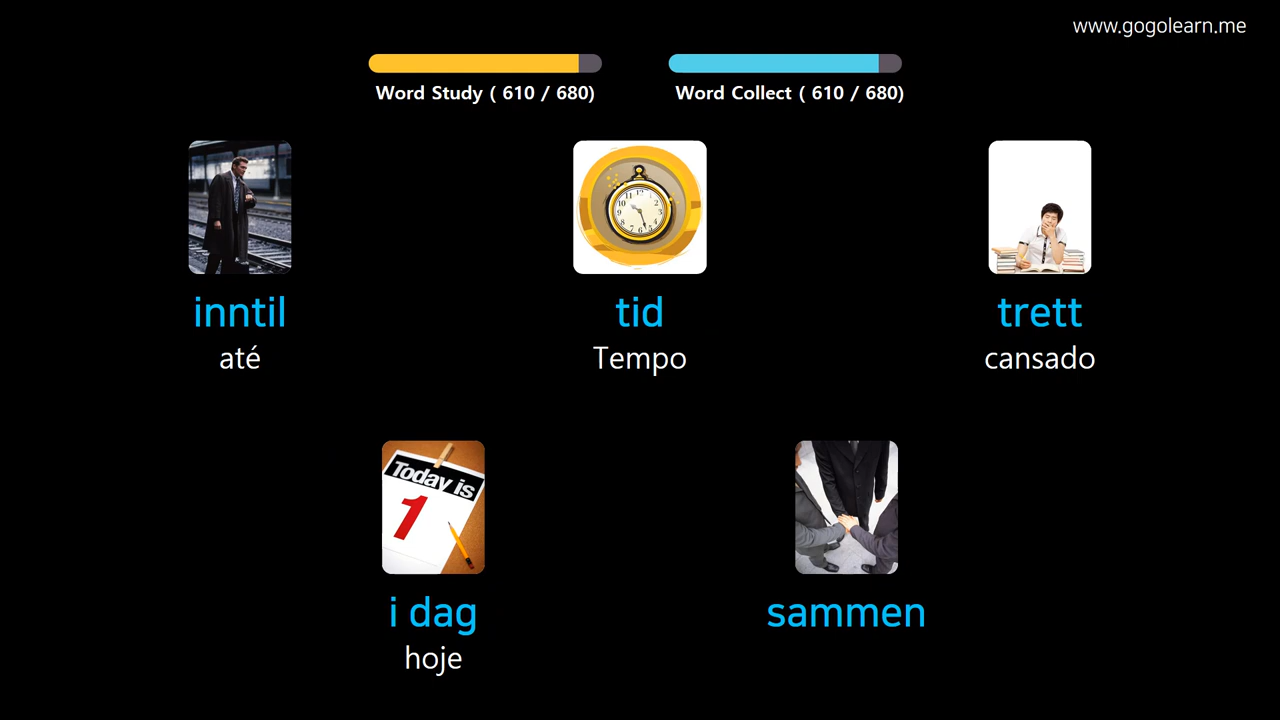 www.gogolearn.me
Word Study ( 610 / 680)
Word Collect ( 610 / 680)
inntil
até
tid
Tempo
trett
cansado
Today is
1
i dag
hoje
sammen